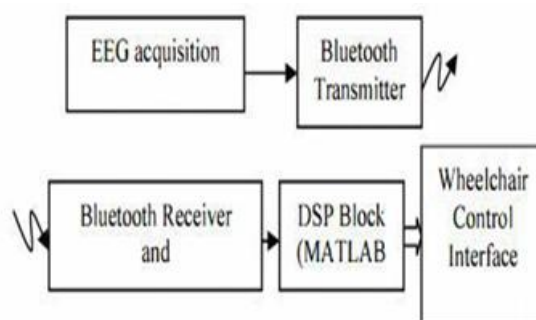 EEG acquisition
Bluetooth
Transmitter
Bluetooth Receiver
and
DSP Block
(MATLAB
Wheelchair
Control
Interface